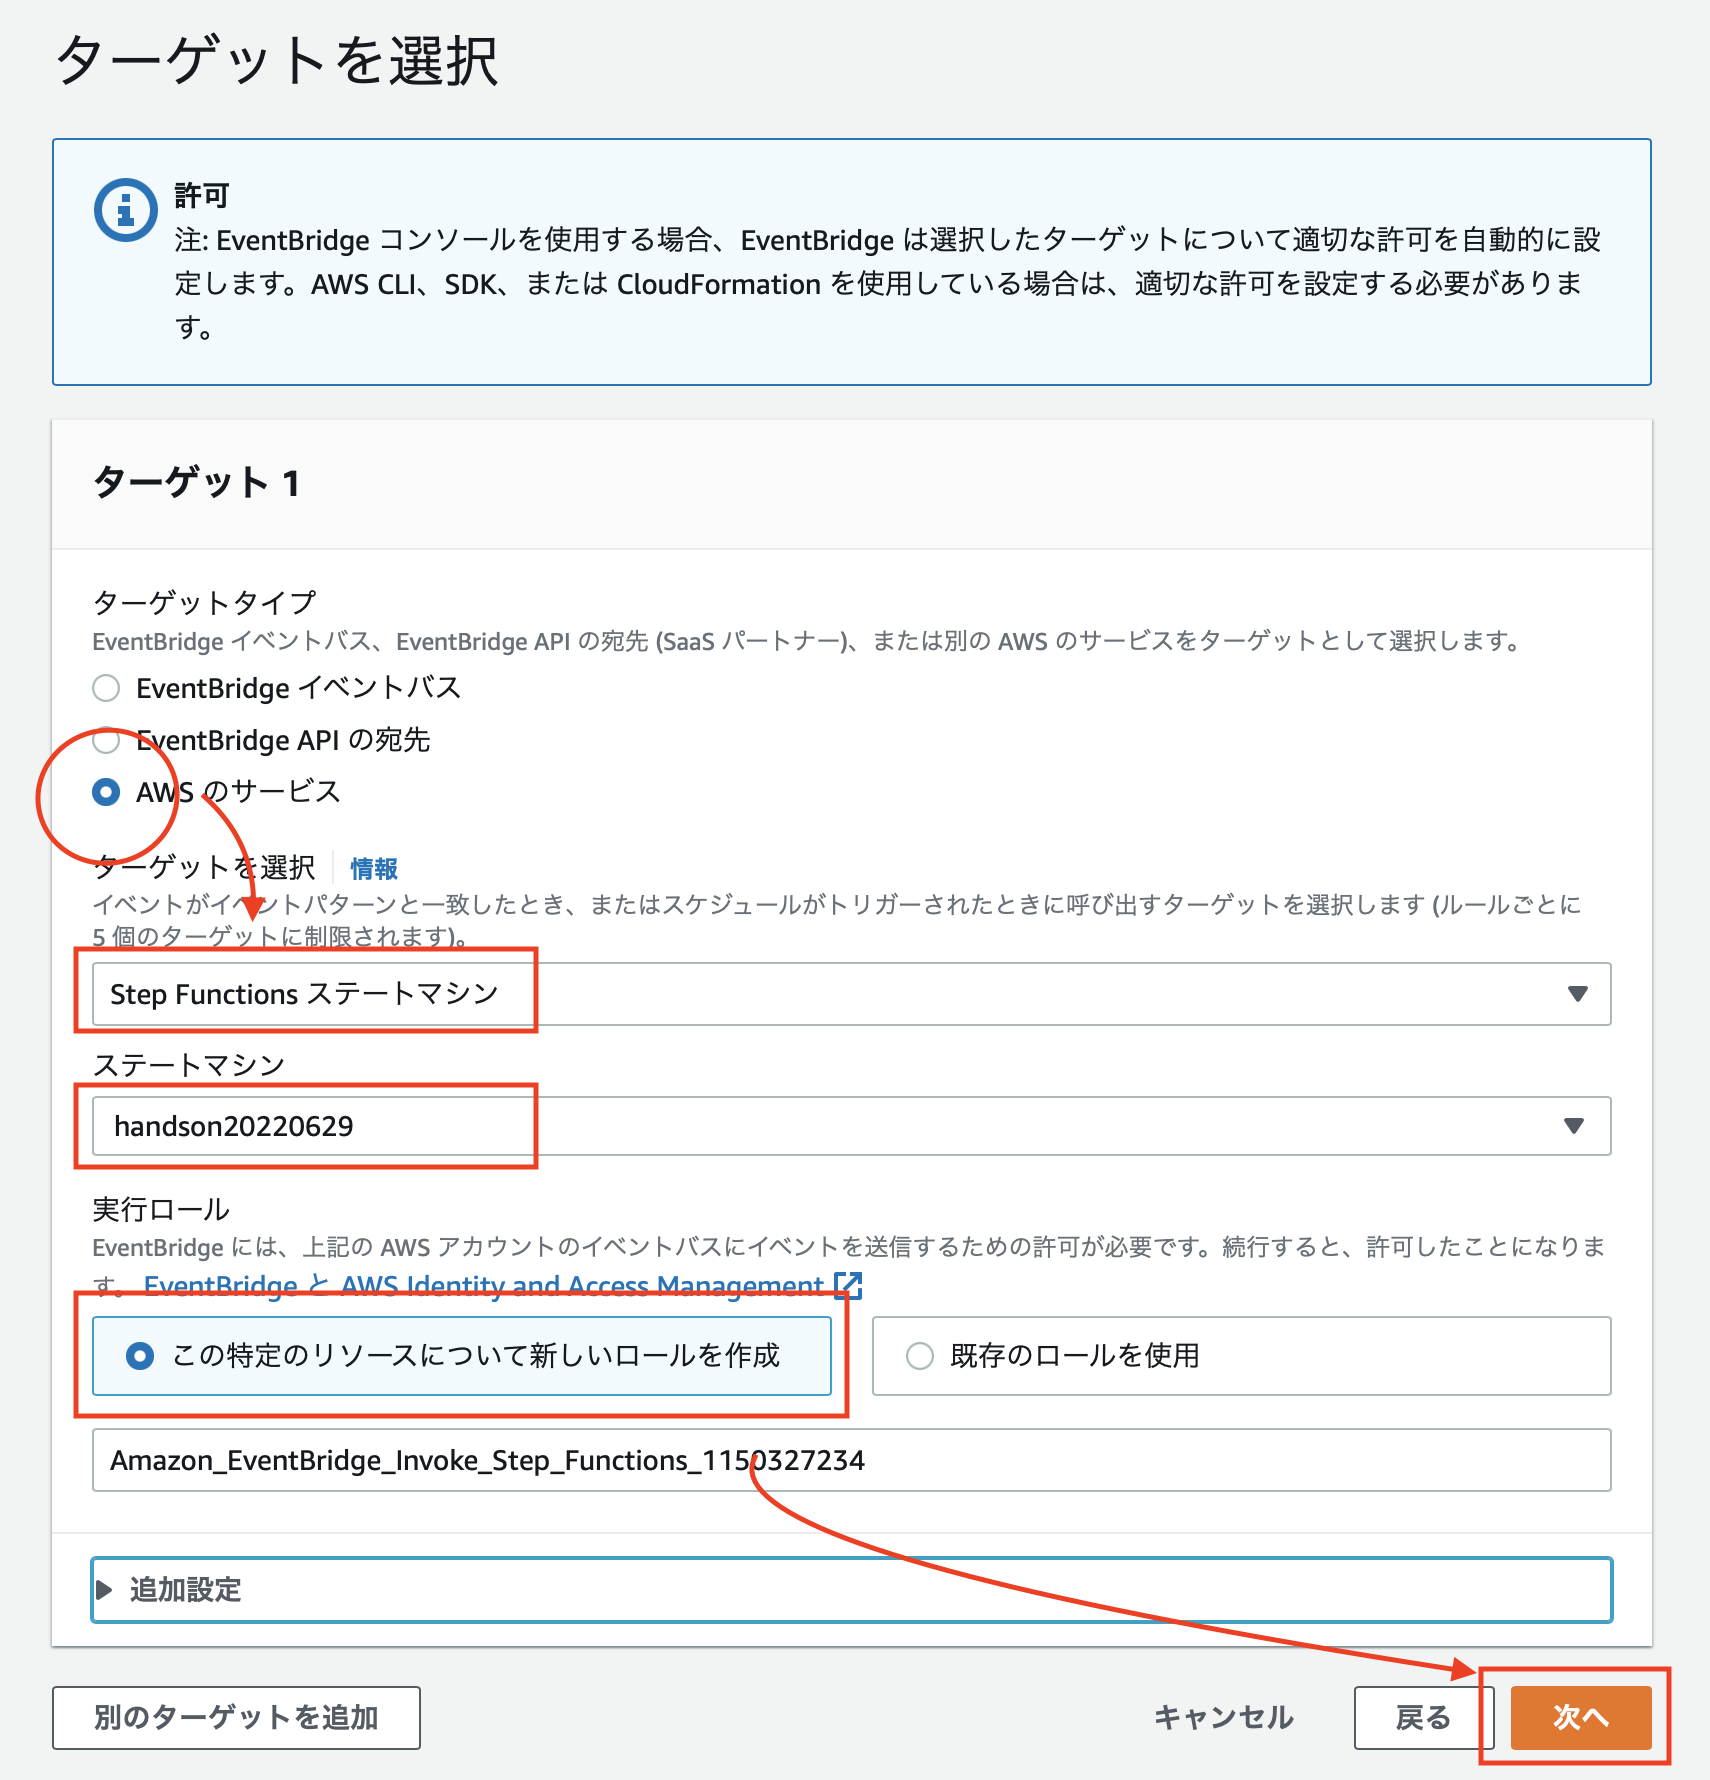 ターゲットを選択
許可
注: EventBridge コンソールを使用する場合、EventBridge は選択したターゲットについて適切な許可を自動的に設
定します。AWS CLI、SDK、または CloudFormation を使用している場合は、適切な許可を設定する必要がありま
す。
ターゲット 1
ターゲットタイプ
EventBridge イベントバス、EventBridge API の宛先 (SaaS パートナー)、または別の AWS のサービスをターゲットとして選択します。
EventBridge イベントバス
EventBridge API の宛先
AWS のサービス
ターゲットを選択 情報
イベントがイベントパターンと一致したとき、またはスケジュールがトリガーされたときに呼び出すターゲットを選択します (ルールごとに
5 個のターゲットに制限されます)。
Step Functions ステートマシン
ステートマシン
handson20220629
実行ロール
EventBridge には、上記の AWS アカウントのイベントバスにイベントを送信するための許可が必要です。続行すると、許可したことになりま
す。 EventBridge と AWS Identity and Access Management
この特定のリソースについて新しいロールを作成 既存のロールを使用
Amazon_EventBridge_Invoke_Step_Functions_1150327234
追加設定
別のターゲットを追加 キャンセル 戻る 次へ